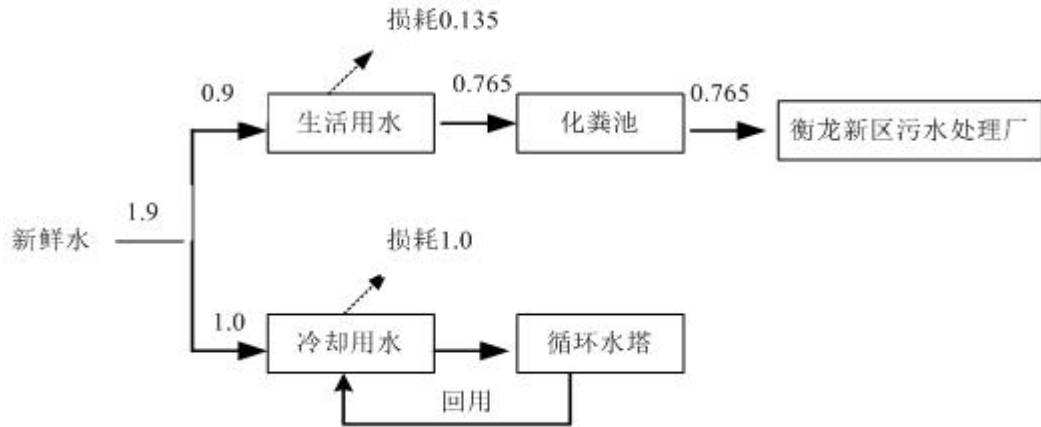 损耗0.135
0.9
生活用水
0.765
化粪池
0.765
衡龙新区污水处理厂
新鲜水
1.9
损耗1.0
1.0
冷却用水
循环水塔
回用